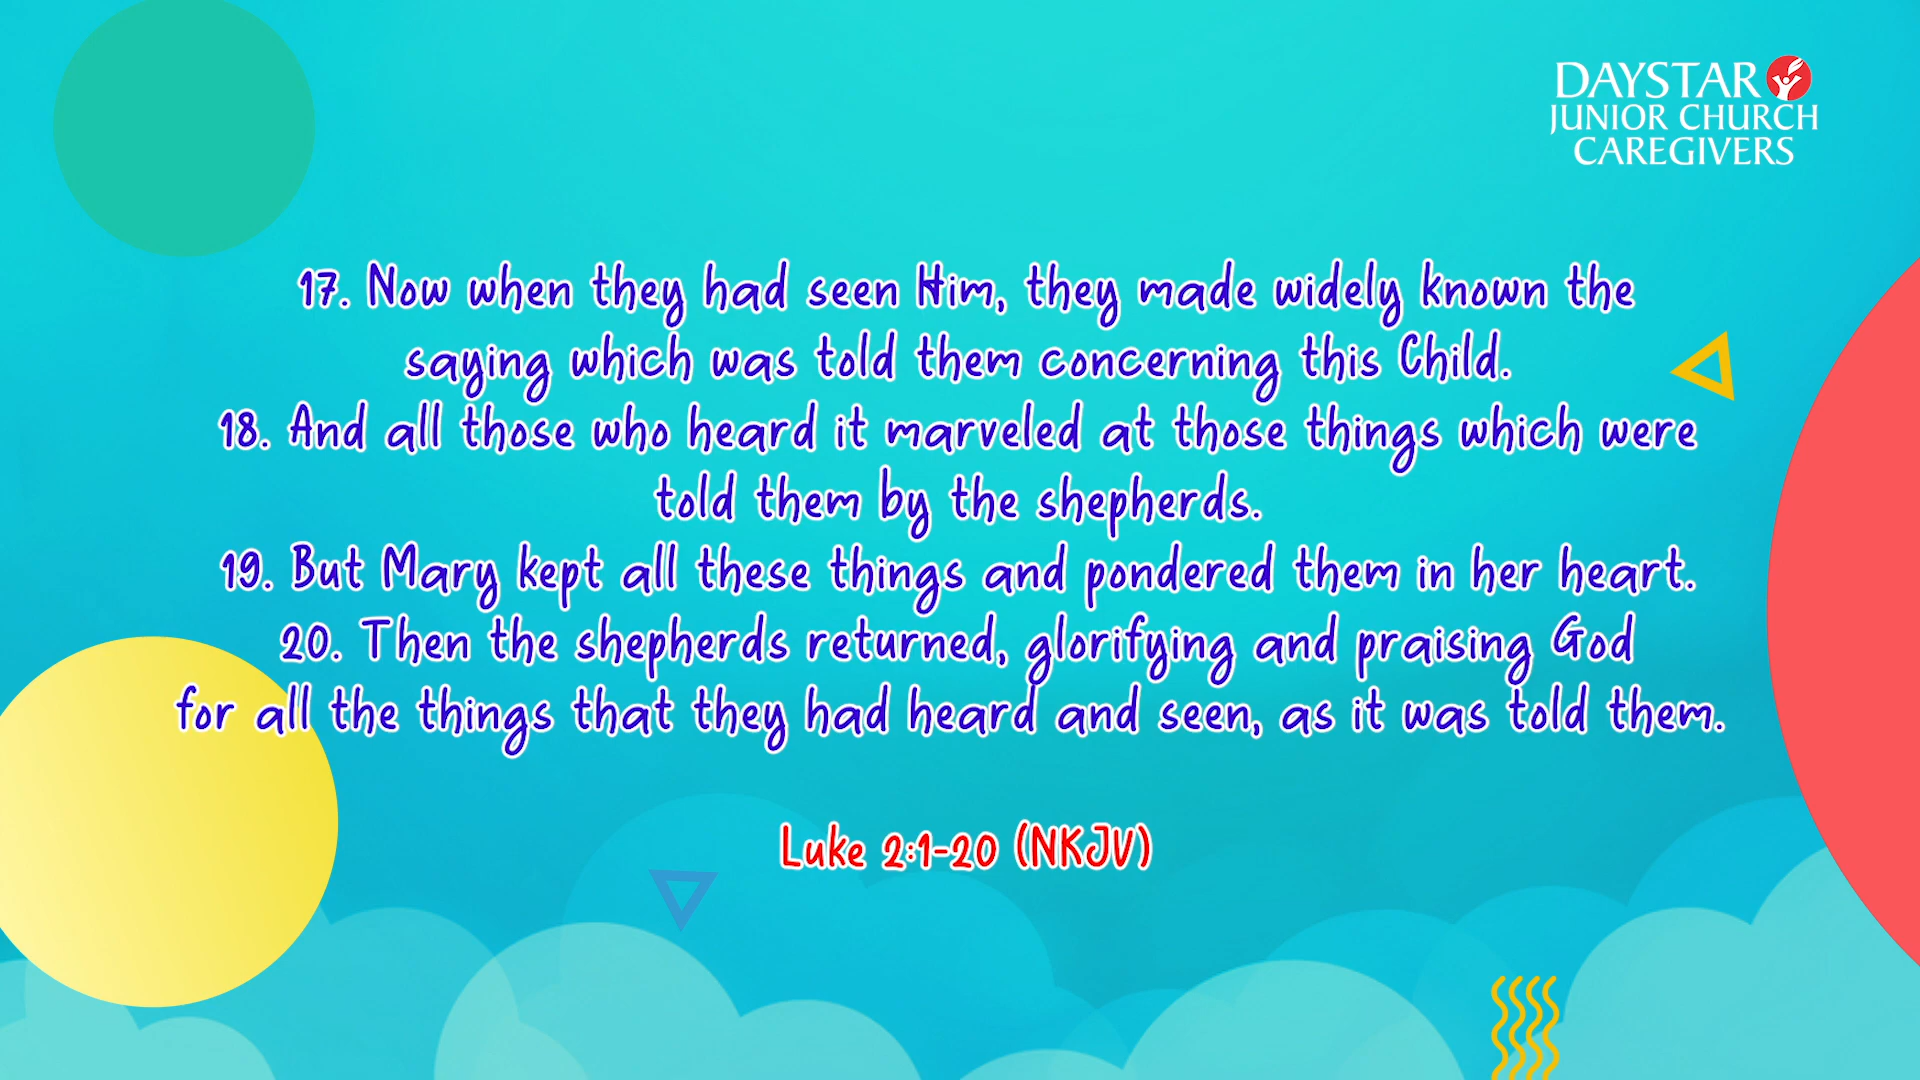 DAYSTAR
JUNIOR CHURCH
CAREGIVERS
17. Now when they had seen Him, they made widely known the
saying which was told them concerning this Child.
18. And all those who heard it marveled at those things which were
told them by the shepherds.
19. But Mary kept all these things and pondered them in her heart.
20. Then the shepherds returned, glorifying and praising God
for all the things that they had heard and seen, as it was told them.
Luke 2:1-20 (NKJV)